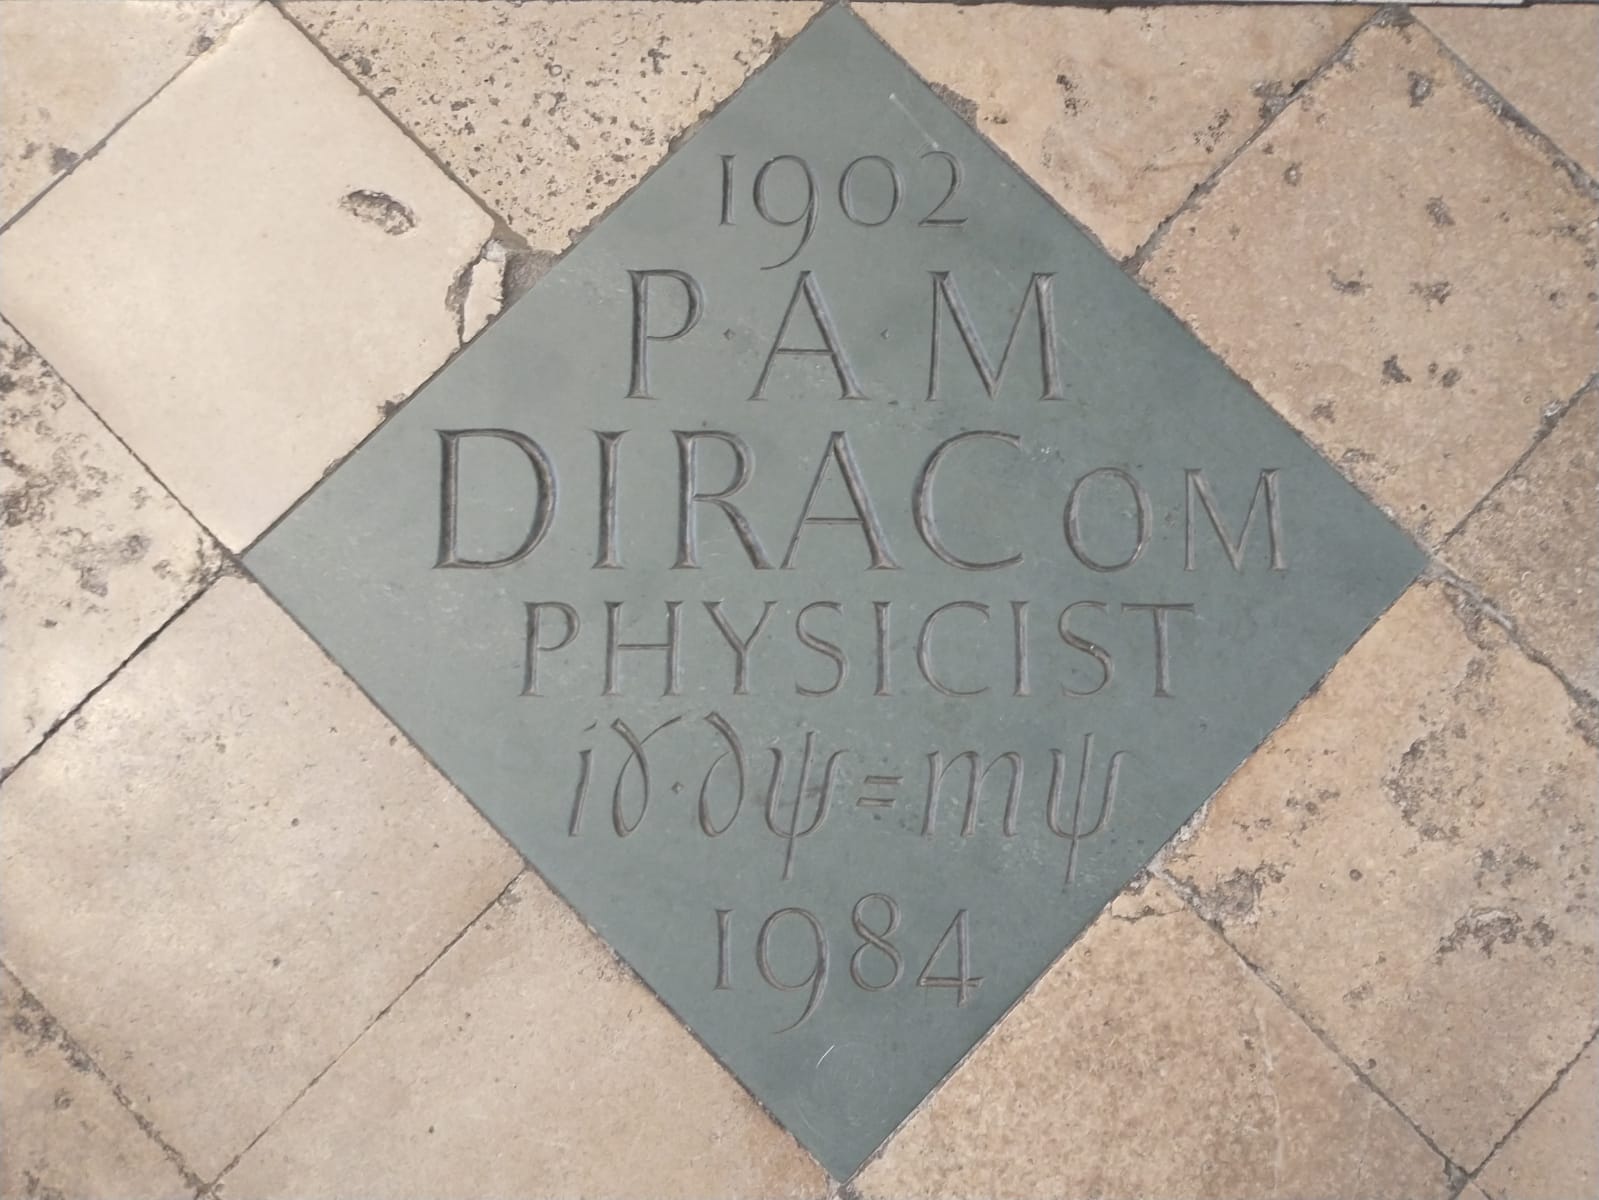 1902
P·A·M
DIRAC OM
PHYSICIST
iγ·∂ψ=mψ
1984